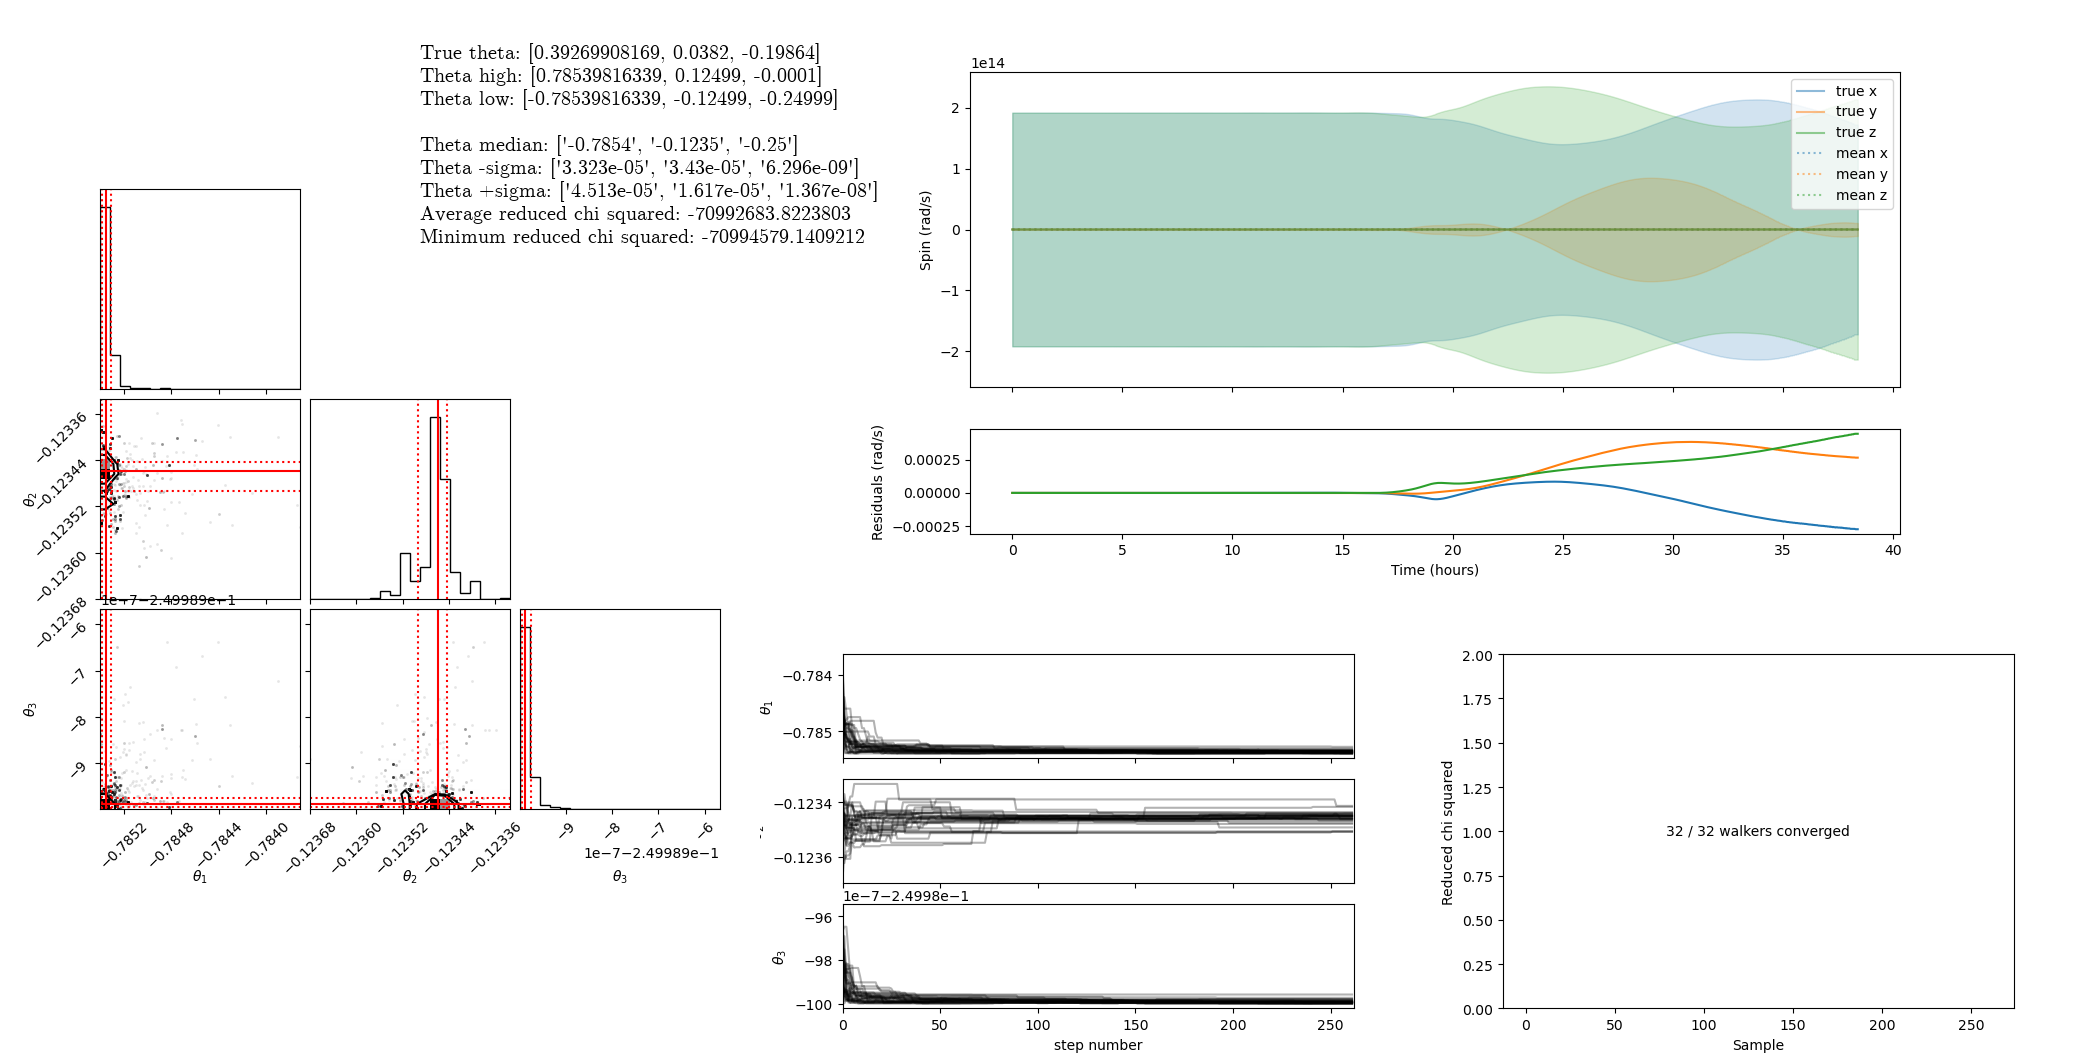 True theta: [0.39269908169, 0.0382, -0.19864]
Theta high: [0.78539816339, 0.12499, -0.0001]
Theta low: [-0.78539816339, -0.12499, -0.24999]
Theta median: ['-0.7854', '-0.1235', '-0.25']
Theta -sigma: ['3.323e-05', '3.43e-05', '6.296e-09']
Theta +sigma: ['4.513e-05', '1.617e-05', '1.367e-08']
Average reduced chi squared: -70992683.8223803
Minimum reduced chi squared: -70994579.1409212
1e14
2
1
0
−1
−2
Spin (rad/s)
true x
true y
true z
mean x
mean y
mean z
0.00025
0.00000
−0.00025
Residuals (rad/s)
0 5 10 15 20 25 30 35 40
Time (hours)
−0.12336
−0.12344
−0.12352
−0.12360
−0.12368
θ2
1e−7−2.49989e−1
−6
−7
−8
−9
θ3
−0.7852 −0.7848 −0.7844 −0.7840
θ1
−0.12368 −0.12360 −0.12352 −0.12344 −0.12336
θ2
−9 −8 −7 −6
1e−7−2.49989e−1
θ3
−0.784
−0.785
θ1
−0.1234
−0.1236
1e−7−2.4998e−1
−96
−98
−100
θ3
0 50 100 150 200 250
step number
2.00
1.75
1.50
1.25
1.00
0.75
0.50
0.25
0.00
Reduced chi squared
32 / 32 walkers converged
0 50 100 150 200 250
Sample